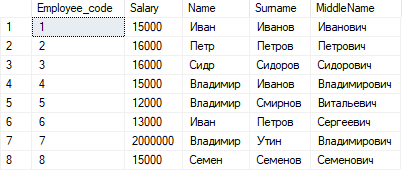 Employee_code Salary Name Surname MiddleName
1 1 15000 Иван Иванов Иванович
2 2 16000 Петр Петров Петрович
3 3 16000 Сидр Сидоров Сидорович
4 4 15000 Владимир Иванов Владимирович
5 5 12000 Владимир Смирнов Витальевич
6 6 13000 Иван Петров Сергеевич
7 7 2000000 Владимир Утин Владимирович
8 8 15000 Семен Семенов Семенович